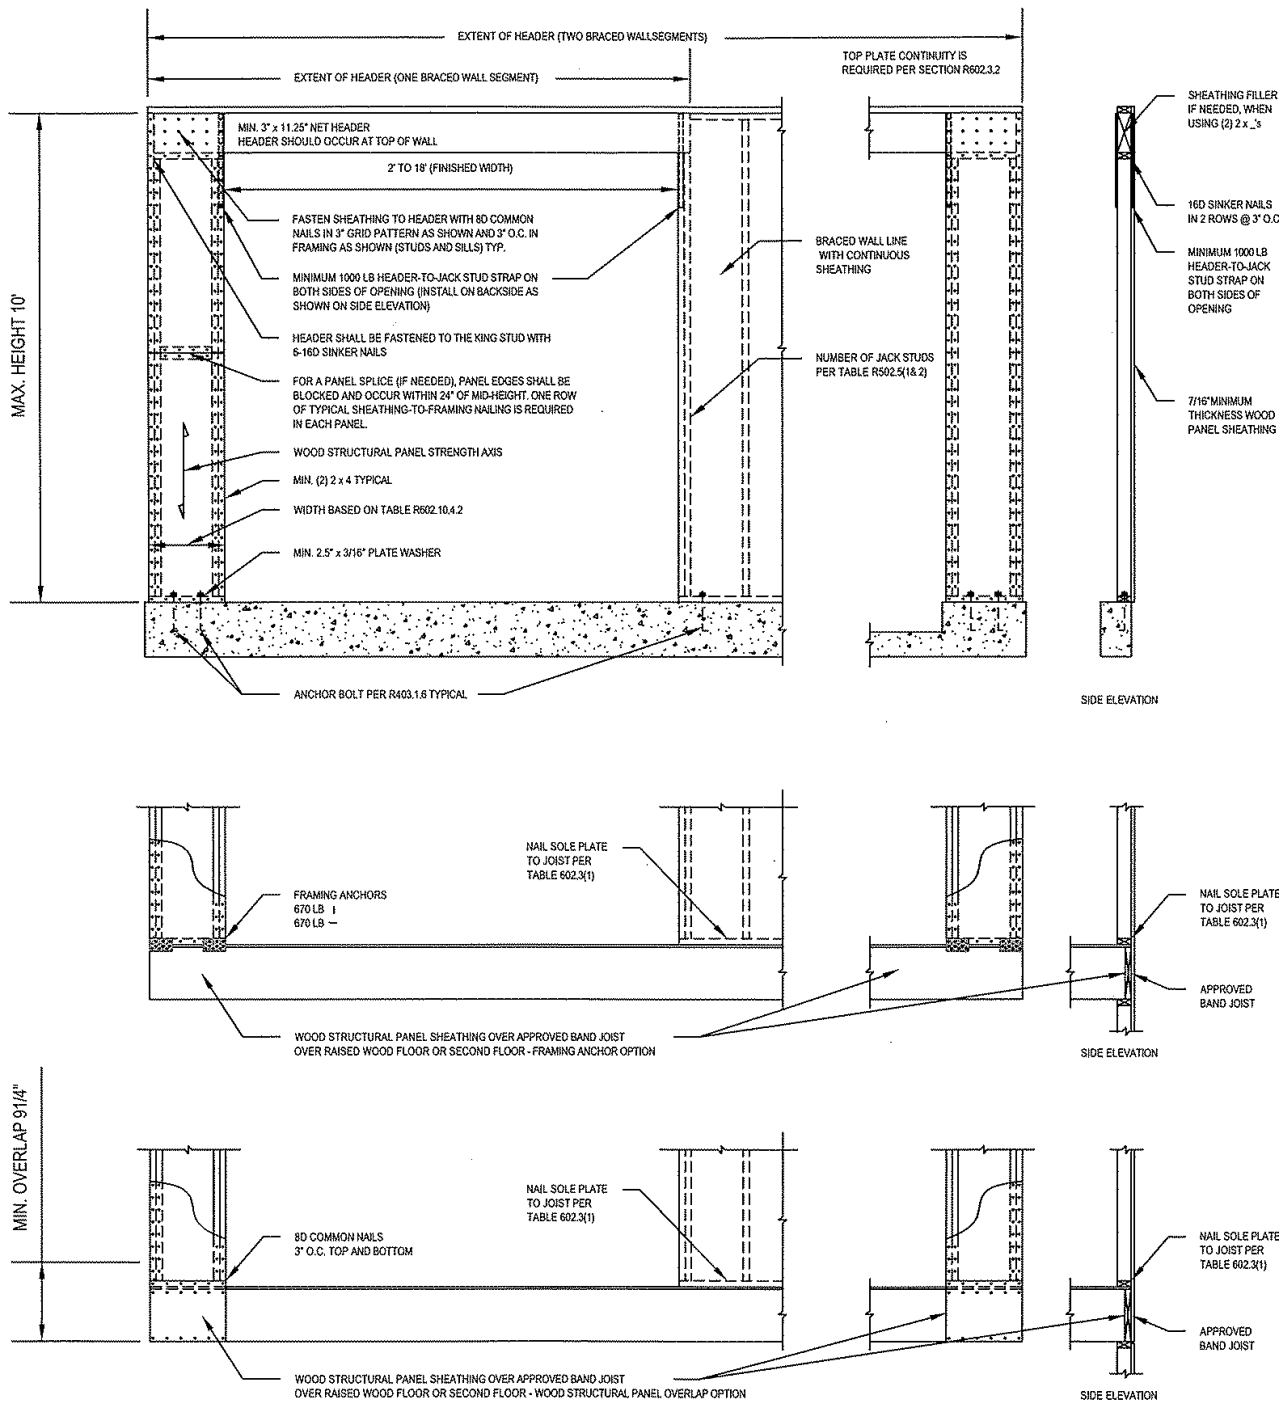 EXTENT OF HEADER (TWO BRACED WALLSEGMENTS)
EXTENT OF HEADER (ONE BRACED WALL SEGMENT)
TOP PLATE CONTINUITY IS
REQUIRED PER SECTION R602.3.2
MIN. 3" x 11.25" NET HEADER
HEADER SHOULD OCCUR AT TOP OF WALL
2' TO 18' (FINISHED WIDTH)
FASTEN SHEATHING TO HEADER WITH 8D COMMON
NAILS IN 3" GRID PATTERN AS SHOWN AND 3" O.C. IN
FRAMING AS SHOWN (STUDS AND SILLS) TYP.
MINIMUM 1000 LB HEADER-TO-JACK STUD STRAP ON
BOTH SIDES OF OPENING (INSTALL ON BACKSIDE AS
SHOWN ON SIDE ELEVATION)
HEADER SHALL BE FASTENED TO THE KING STUD WITH
6-16D SINKER NAILS
FOR A PANEL SPLICE (IF NEEDED), PANEL EDGES SHALL BE
BLOCKED AND OCCUR WITHIN 24" OF MID-HEIGHT. ONE ROW
OF TYPICAL SHEATHING-TO-FRAMING NAILING IS REQUIRED
IN EACH PANEL.
WOOD STRUCTURAL PANEL STRENGTH AXIS
MIN. (2) 2 x 4 TYPICAL
WIDTH BASED ON TABLE R602.10.4.2
MIN. 2.5" x 3/16" PLATE WASHER
ANCHOR BOLT PER R403.1.6 TYPICAL
MAX. HEIGHT 10'
BRACED WALL LINE
WITH CONTINUOUS
SHEATHING
NUMBER OF JACK STUDS
PER TABLE R502.5(1&2)
SHEATHING FILLER
IF NEEDED, WHEN
USING (2) 2 x _'s
16D SINKER NAILS
IN 2 ROWS @ 3" O.C
MINIMUM 1000 LB
HEADER-TO-JACK
STUD STRAP ON
BOTH SIDES OF
OPENING
7/16" MINIMUM
THICKNESS WOOD
PANEL SHEATHING
SIDE ELEVATION
NAIL SOLE PLATE
TO JOIST PER
TABLE 602.3(1)
FRAMING ANCHORS
670 LB
670 LB
NAIL SOLE PLATE
TO JOIST PER
TABLE 602.3(1)
APPROVED
BAND JOIST
WOOD STRUCTURAL PANEL SHEATHING OVER APPROVED BAND JOIST
OVER RAISED WOOD FLOOR OR SECOND FLOOR - FRAMING ANCHOR OPTION
SIDE ELEVATION
MIN. OVERLAP 91/4"
NAIL SOLE PLATE
TO JOIST PER
TABLE 602.3(1)
8D COMMON NAILS
3" O.C. TOP AND BOTTOM
NAIL SOLE PLATE
TO JOIST PER
TABLE 602.3(1)
APPROVED
BAND JOIST
WOOD STRUCTURAL PANEL SHEATHING OVER APPROVED BAND JOIST
OVER RAISED WOOD FLOOR OR SECOND FLOOR - WOOD STRUCTURAL PANEL OVERLAP OPTION
SIDE ELEVATION